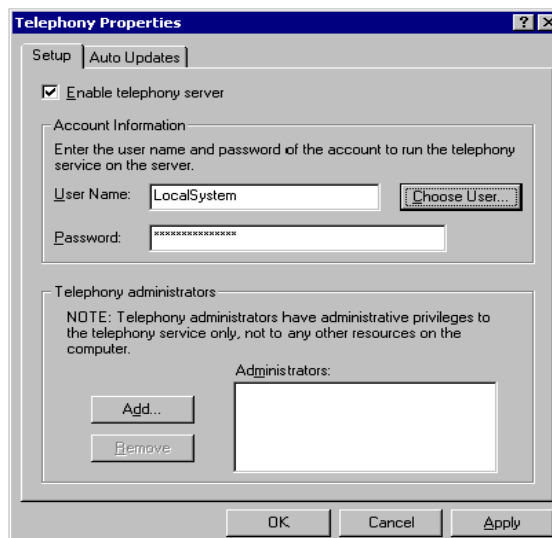 Telephony Properties
Setup
Auto Updates
Enable telephony server
Account Information
Enter the user name and password of the account to run the telephony
service on the server.
User Name: LocalSystem Choose User...
Password: ***************
Telephony administrators
NOTE: Telephony administrators have administrative privileges to
the telephony service only, not to any other resources on the
computer.
Administrators:
Add...
Remove
OK Cancel Apply